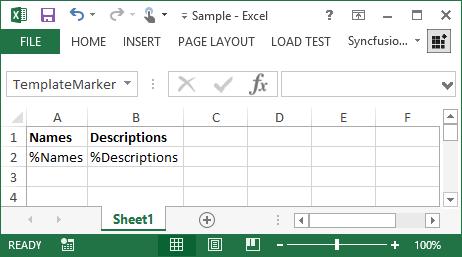 Sample - Excel
FILE HOME INSERT PAGE LAYOUT LOAD TEST Syncfusio...
TemplateMarker fx
A B C D E F
1 Names Descriptions
2 %Names %Descriptions
3
4
Sheet1
READY 100%